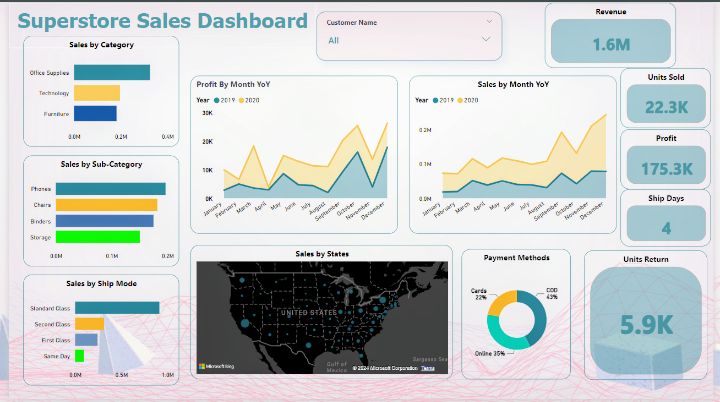 Superstore Sales Dashboard
Customer Name
All
Revenue
1.6M
Sales by Category
Office Supplies
Technology
Furniture
0.0M 0.2M 0.4M
Profit By Month YoY
Year 2019 2020
30K
20K
10K
0K
January
February
March
April
May
June
July
August
September
October
November
December
Sales by Month YoY
Year 2019 2020
0.2M
0.1M
0.0M
January
February
March
April
May
June
July
August
September
October
November
December
Units Sold
22.3K
Profit
175.3K
Ship Days
4
Sales by Sub-Category
Phones
Chairs
Binders
Storage
0.0M 0.1M 0.2M
Sales by Ship Mode
Standard Class
Second Class
First Class
Same Day
0.0M 0.5M 1.0M
Sales by States
UNITED STATES
Gulf of
Mexico
Sargasso Sea
Microsoft Bing
© 2024 Microsoft Corporation Terms
Payment Methods
Cards
22%
COD
43%
Online 35%
Units Return
5.9K